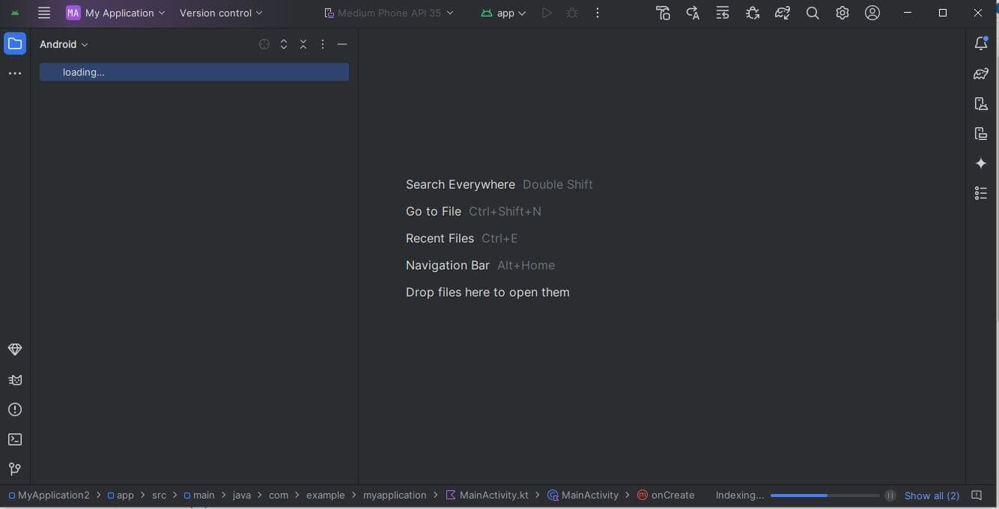 MA My Application Version control Medium Phone API 35 app
Android
loading...
Search Everywhere Double Shift
Go to File Ctrl+Shift+N
Recent Files Ctrl+E
Navigation Bar Alt+Home
Drop files here to open them
MyApplication2 > app > src > main > java > com > example > myapplication > MainActivity.kt > MainActivity > m onCreate Indexing... Show all (2)